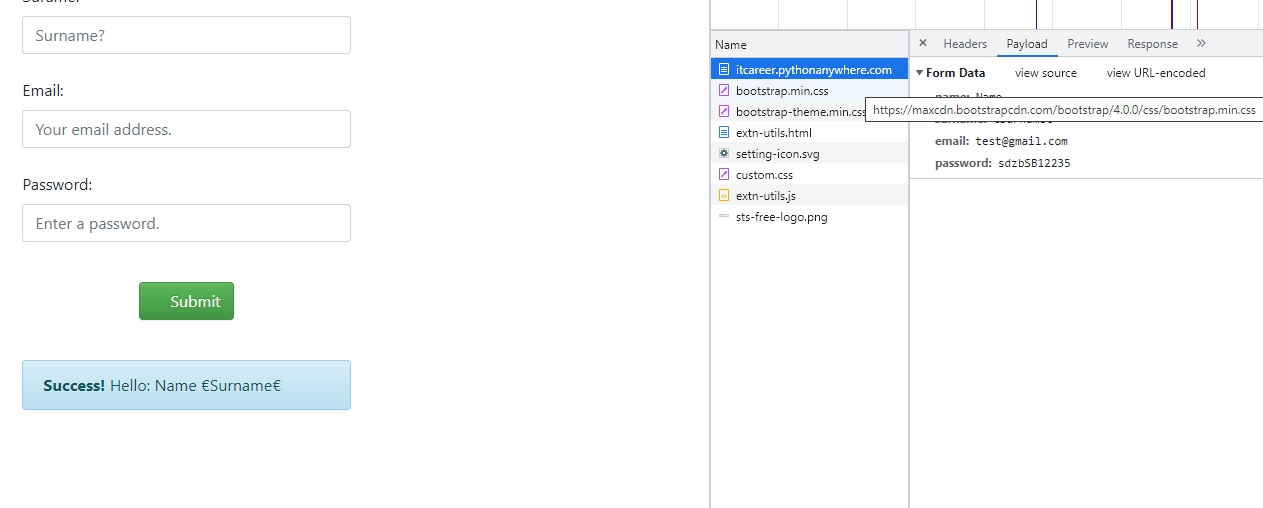 Surname?
Email:
Your email address.
Password:
Enter a password.
Submit
Success! Hello: Name €Surname€
Name
itcareer.pythonanywhere.com
bootstrap.min.css
bootstrap-theme.min.css
extn-utils.html
setting-icon.svg
custom.css
extn-utils.js
sts-free-logo.png
× Headers Payload Preview Response »
Form Data view source view URL-encoded
name: Name
https://maxcdn.bootstrapcdn.com/bootstrap/4.0.0/css/bootstrap.min.css
email: test@gmail.com
password: sdzbSB12235